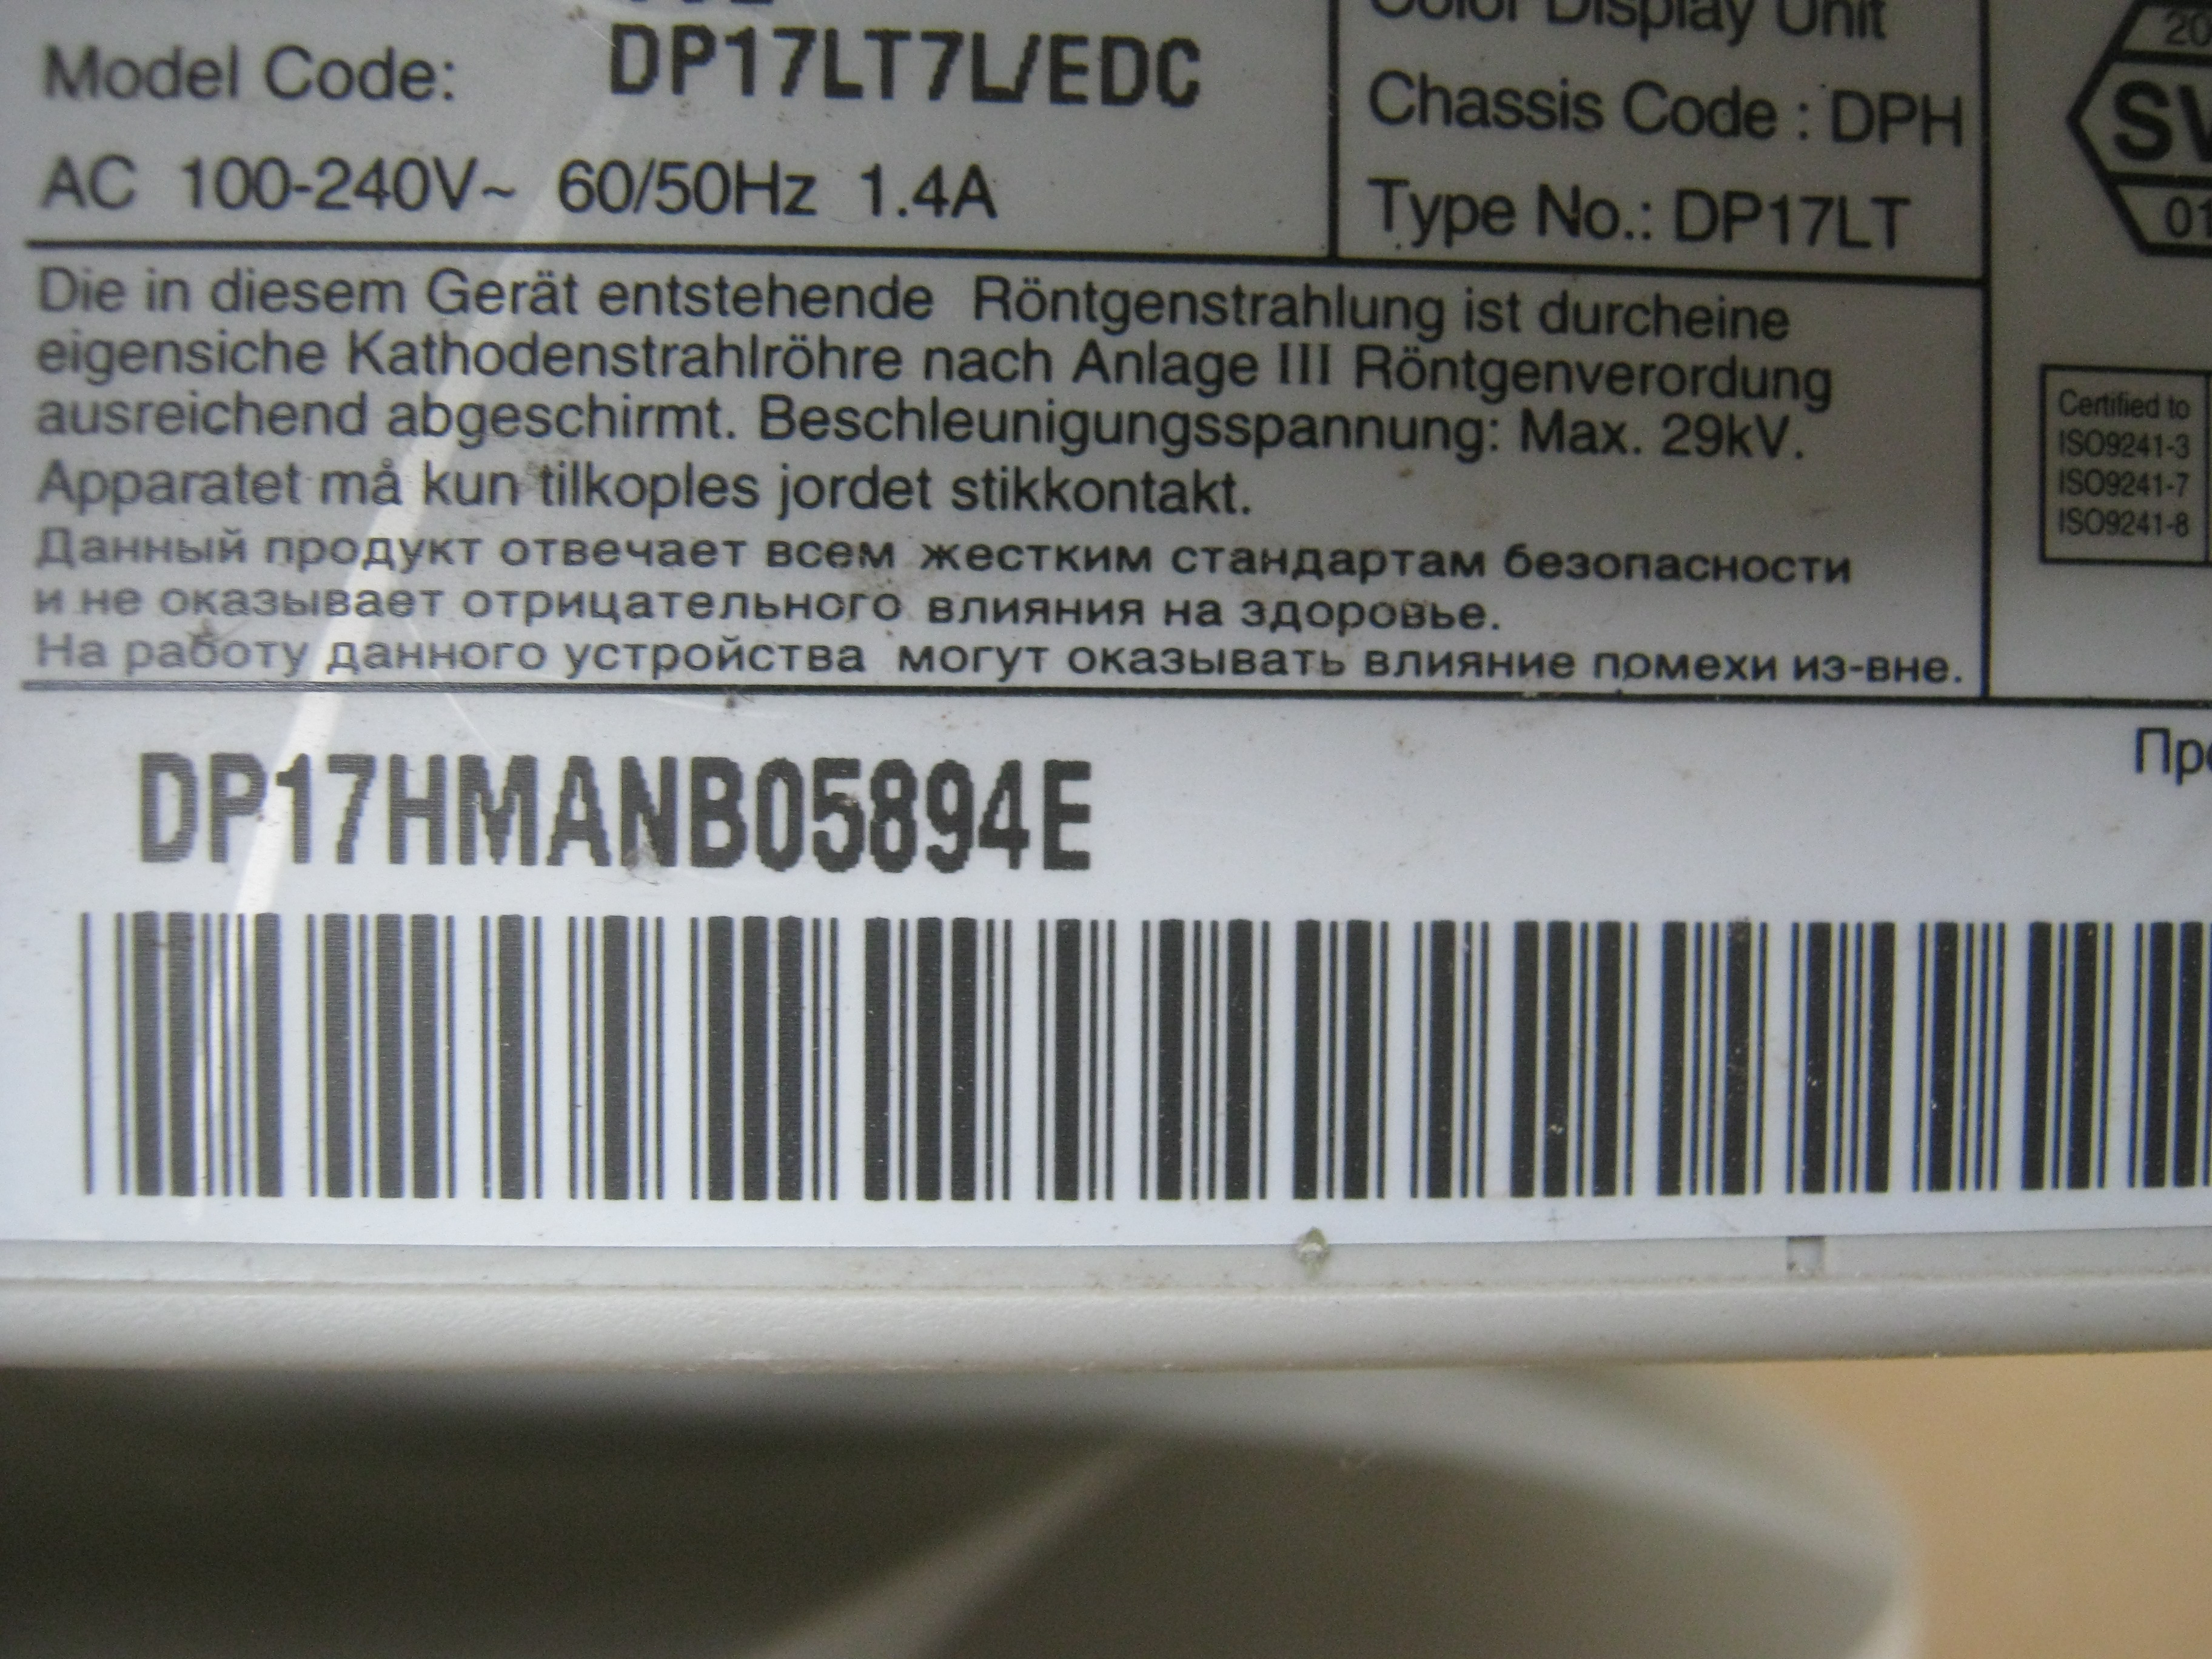 Model Code: DP17LT7L/EDC
AC 100-240V~ 60/50Hz 1.4A
Color Display Unit
Chassis Code : DPH
Type No.: DP17LT
Die in diesem Gerät entstehende Röntgenstrahlung ist durcheine
eigensiche Kathodenstrahlröhre nach Anlage III Röntgenverordung
ausreichend abgeschirmt. Beschleunigungsspannung: Max. 29kV.
Apparatet må kun tilkoples jordet stikkontakt.
Данный продукт отвечает всем жестким стандартам безопасности
и не оказывает отрицательного влияния на здоровье.
На работу данного устройства могут оказывать влияние помехи из-вне.
Certified to
ISO9241-3
ISO9241-7
ISO9241-8
DP17HMANB05894E